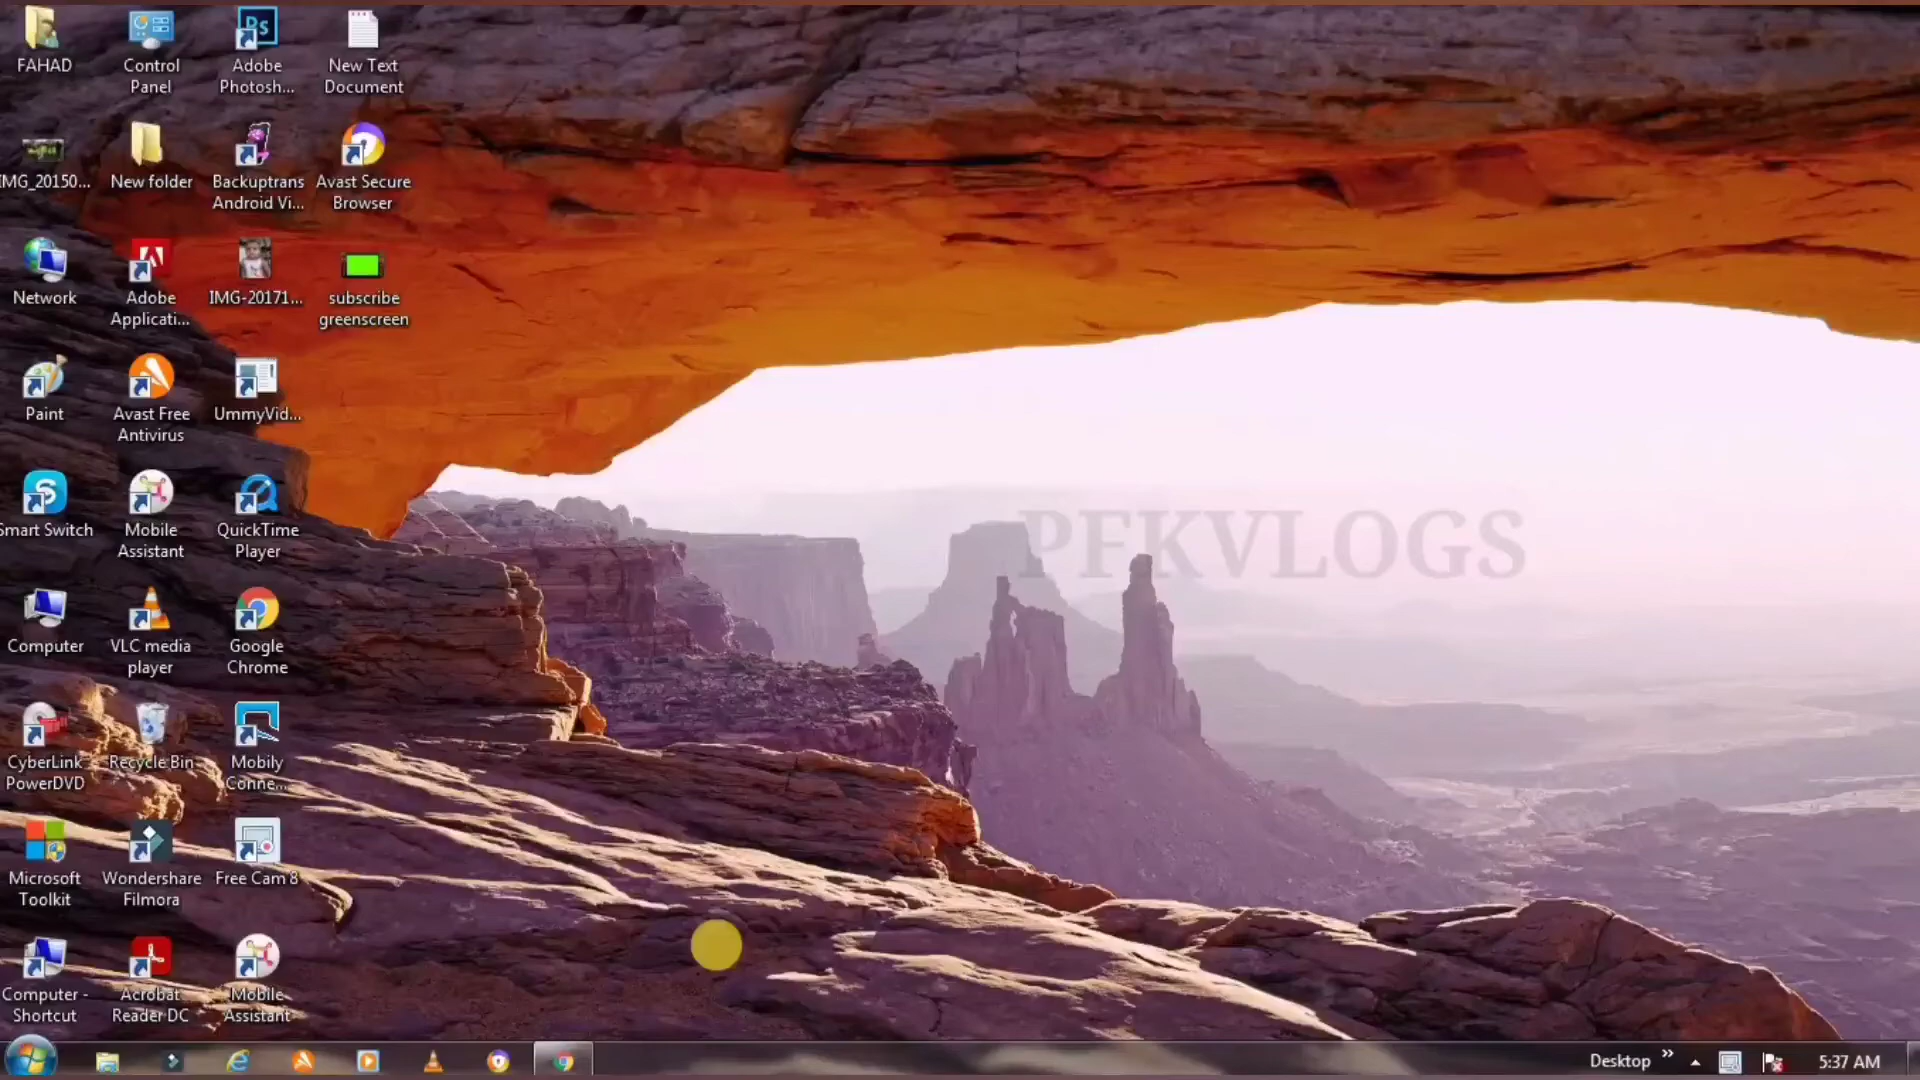 FAHAD
Control
Panel
Adobe
Photosh...
New Text
Document
IMG_20150...
New folder
Backuptrans
Android Vi...
Avast Secure
Browser
Network
Adobe
Applicati...
IMG-20171...
subscribe
greenscreen
Paint
Avast Free
Antivirus
UmmyVid...
Smart Switch
Mobile
Assistant
QuickTime
Player
PFKVLOGS
Computer
VLC media
player
Google
Chrome
CyberLink
PowerDVD
Recycle Bin
Mobily
Conne...
Microsoft
Toolkit
Wondershare
Filmora
Free Cam 8
Computer -
Shortcut
Acrobat
Reader DC
Mobile
Assistant
Desktop
5:37 AM